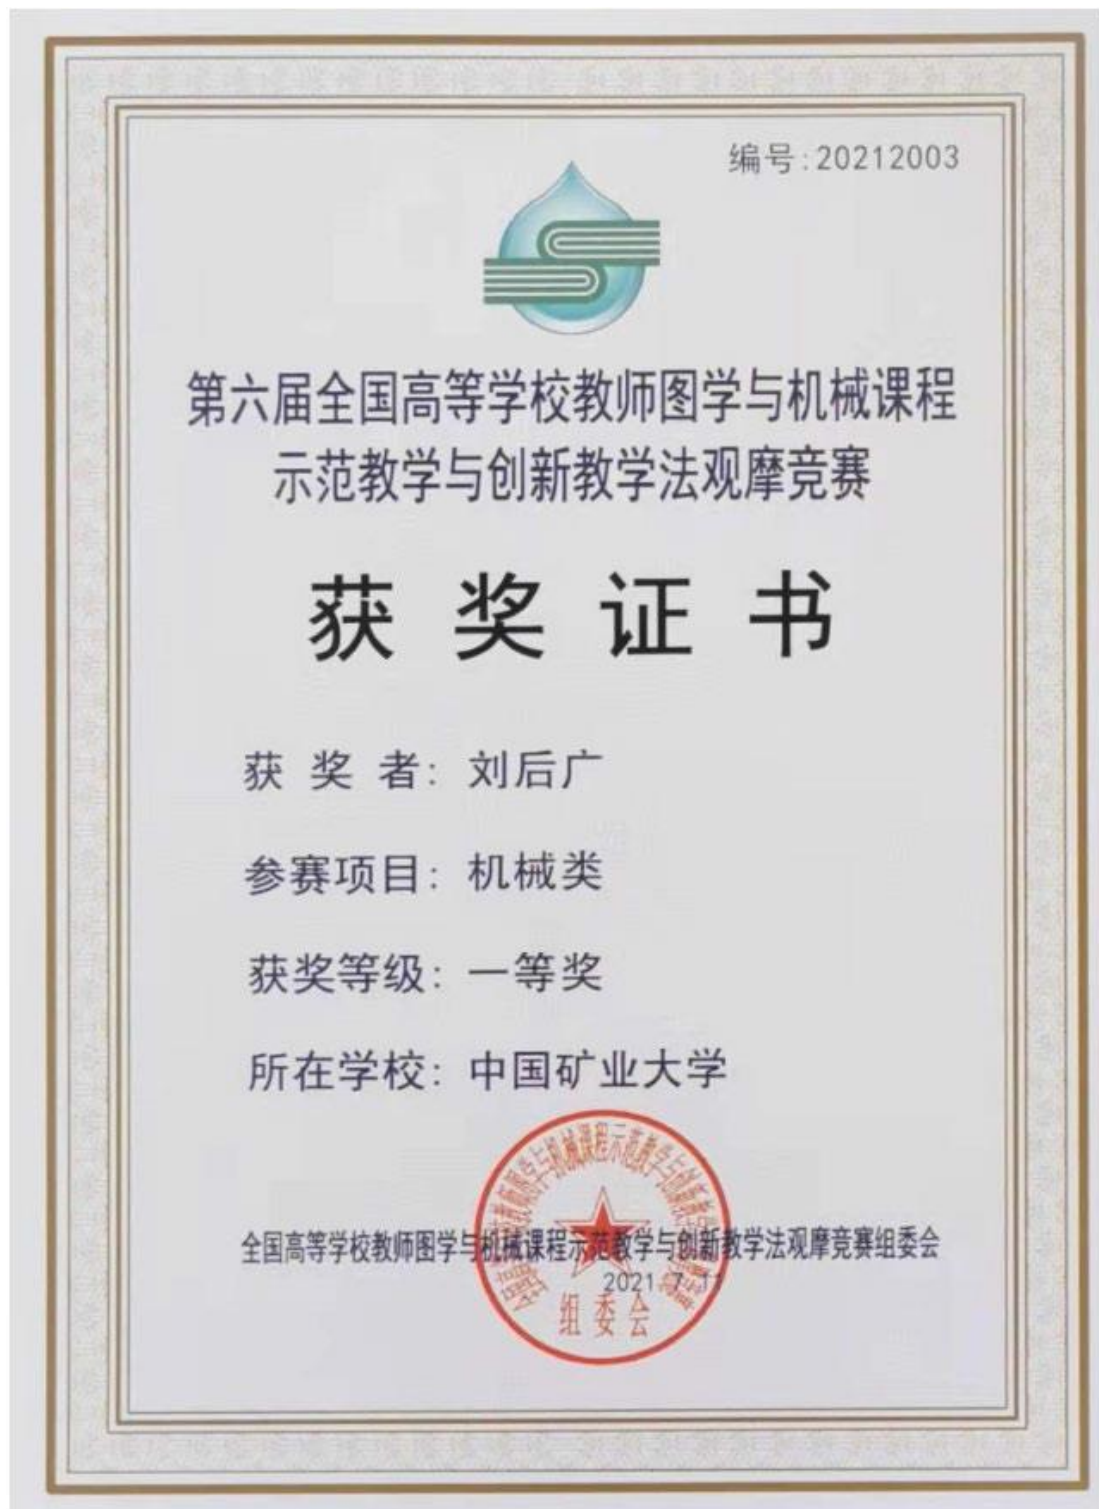 编号:20212003
第六届全国高等学校教师图学与机械课程
示范教学与创新教学法观摩竞赛
获奖证书
获奖者: 刘后广
参赛项目: 机械类
获奖等级: 一等奖
所在学校: 中国矿业大学
全国高等学校教师图学与机械课程示范教学与创新教学法观摩竞赛组委会
2021.7.11
组委会